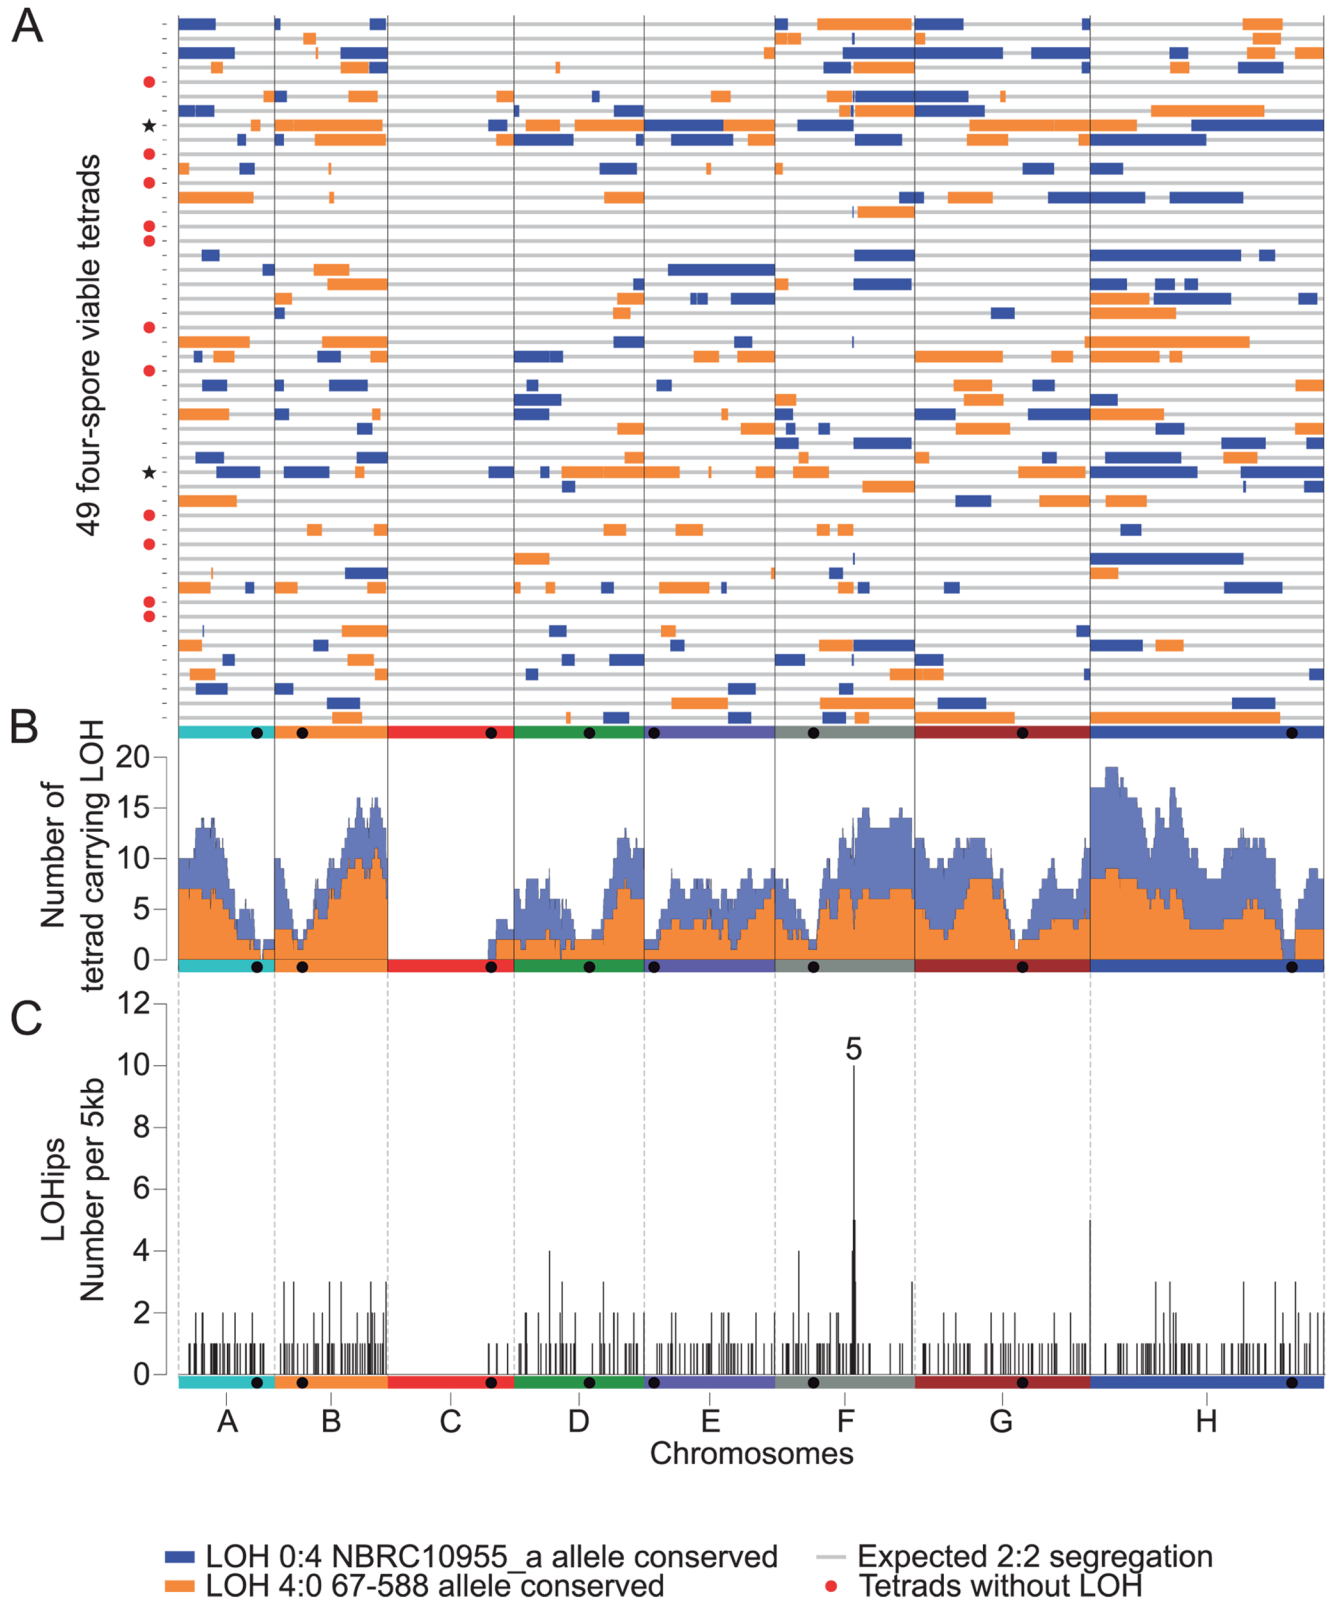 A
49 four-spore viable tetrads
B
Number of
tetrad carrying LOH
20
15
10
5
0
C
LOHips
Number per 5kb
12
10
8
6
4
2
0
5
A B C D E F G H
Chromosomes
LOH 0:4 NBRC10955_a allele conserved
LOH 4:0 67-588 allele conserved
Expected 2:2 segregation
Tetrads without LOH